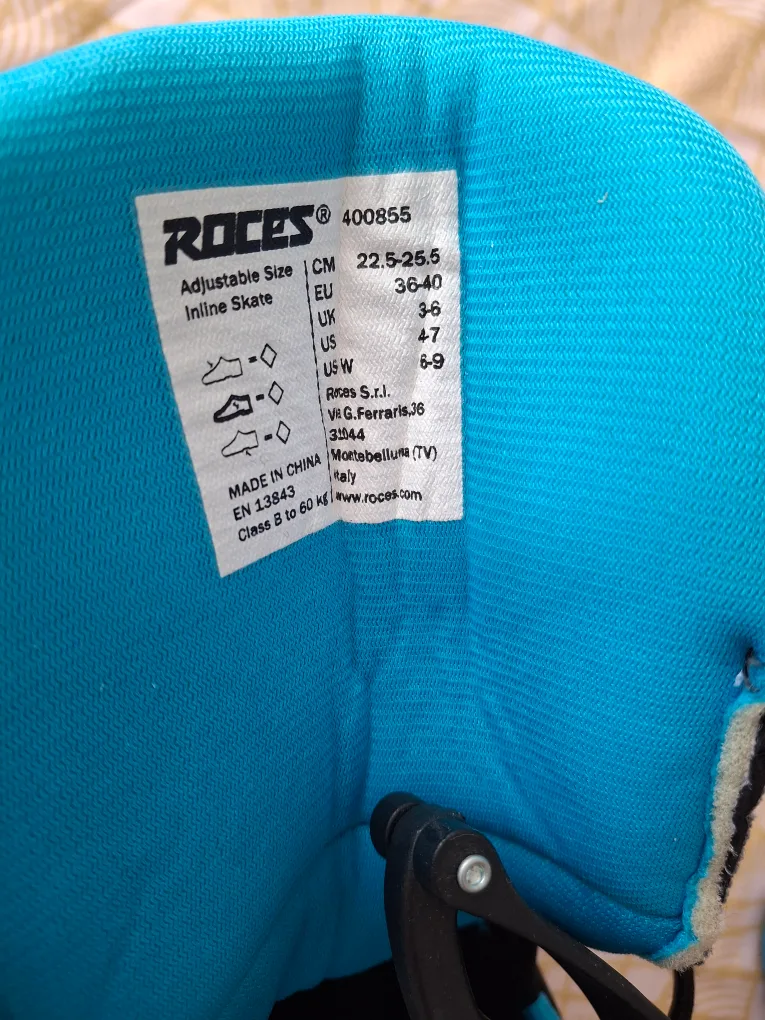 ROCES® 400855
Adjustable Size
Inline Skate
CM 22.5-25.5
EU 36-40
UK 3-6
US 4-7
US W 6-9
Roces S.r.l.
Via G.Ferraris,36
31044
Montebelluna (TV)
Italy
www.roces.com
MADE IN CHINA
EN 13843
Class B to 60 kg